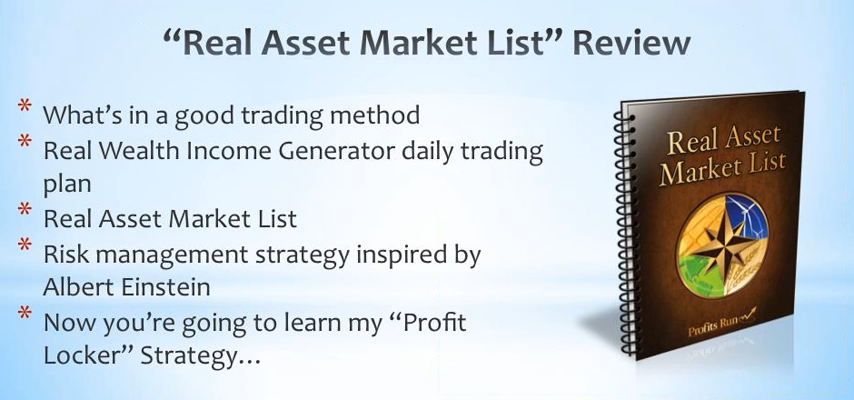 “Real Asset Market List” Review
* What’s in a good trading method
* Real Wealth Income Generator daily trading
plan
* Real Asset Market List
* Risk management strategy inspired by
Albert Einstein
* Now you’re going to learn my “Profit
Locker” Strategy…
Real Asset
Market List
Profits Run